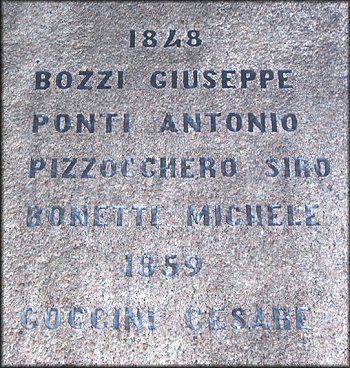 1848
BOZZI GIUSEPPE
PONTI ANTONIO
PIZZOCCHERO SIRO
BONETTI MICHELE
1859
COCCINI CESARE